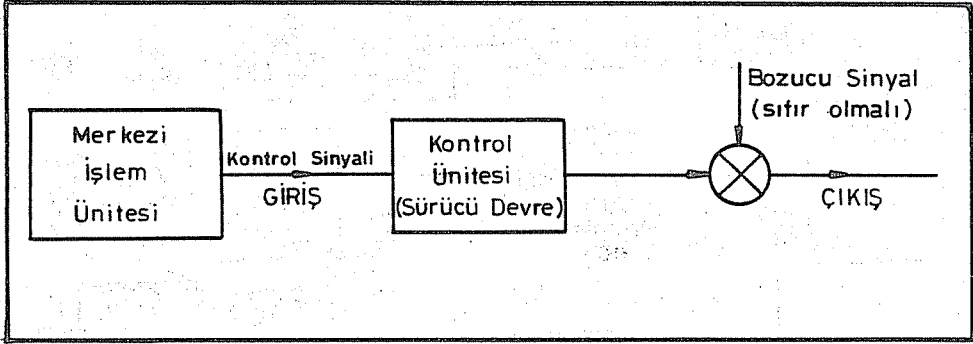 Merkezi
İşlem
Ünitesi
Kontrol Sinyali
GİRİŞ
Kontrol
Ünitesi
(Sürücü Devre)
Bozucu Sinyal
(sıfır olmalı)
ÇIKIŞ